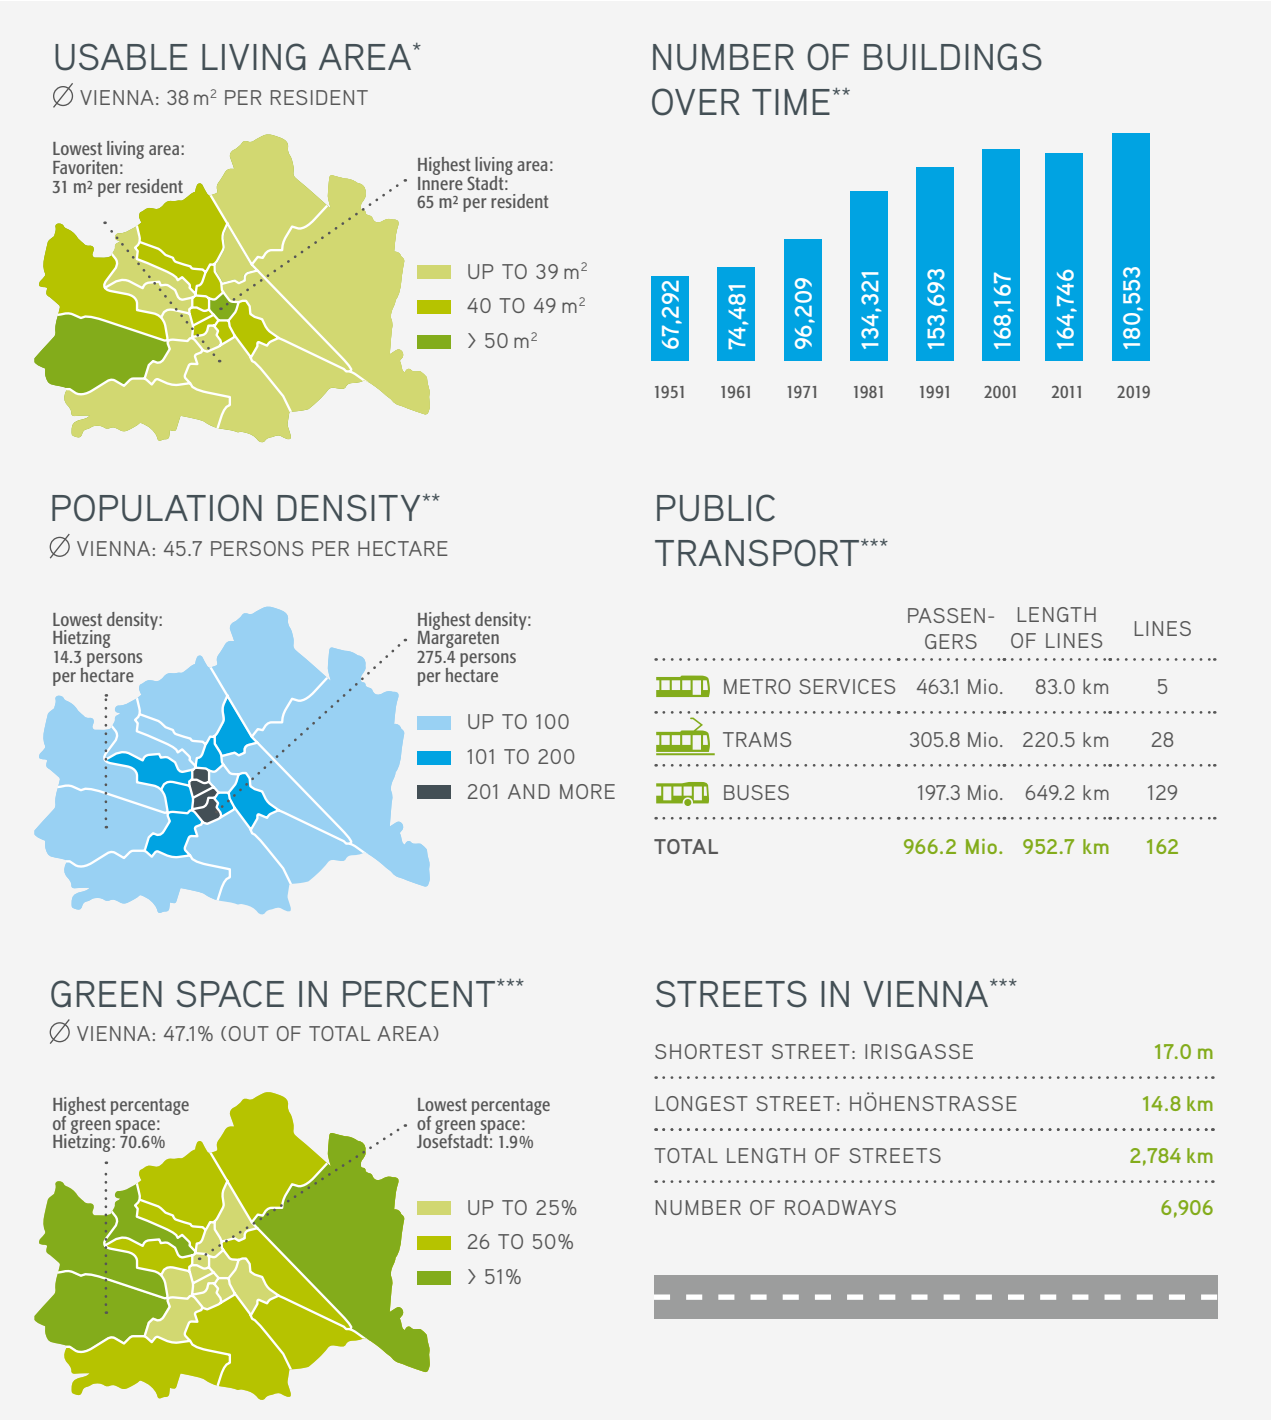 USABLE LIVING AREA*
Ø VIENNA: 38 m² PER RESIDENT
Lowest living area:
Favoriten:
31 m² per resident
Highest living area:
Innere Stadt:
65 m² per resident
UP TO 39 m²
40 TO 49 m²
> 50 m²
NUMBER OF BUILDINGS
OVER TIME**
67,292
74,481
96,209
134,321
153,693
168,167
164,746
180,553
1951 1961 1971 1981 1991 2001 2011 2019
POPULATION DENSITY**
Ø VIENNA: 45.7 PERSONS PER HECTARE
Lowest density:
Hietzing
14.3 persons
per hectare
Highest density:
Margareten
275.4 persons
per hectare
UP TO 100
101 TO 200
201 AND MORE
PUBLIC
TRANSPORT***
PASSEN-
GERS
LENGTH
OF LINES
LINES
METRO SERVICES 463.1 Mio. 83.0 km 5
TRAMS 305.8 Mio. 220.5 km 28
BUSES 197.3 Mio. 649.2 km 129
TOTAL 966.2 Mio. 952.7 km 162
GREEN SPACE IN PERCENT***
Ø VIENNA: 47.1% (OUT OF TOTAL AREA)
Highest percentage
of green space:
Hietzing: 70.6%
Lowest percentage
of green space:
Josefstadt: 1.9%
UP TO 25%
26 TO 50%
> 51%
STREETS IN VIENNA***
SHORTEST STREET: IRISGASSE 17.0 m
LONGEST STREET: HÖHENSTRASSE 14.8 km
TOTAL LENGTH OF STREETS 2,784 km
NUMBER OF ROADWAYS 6,906